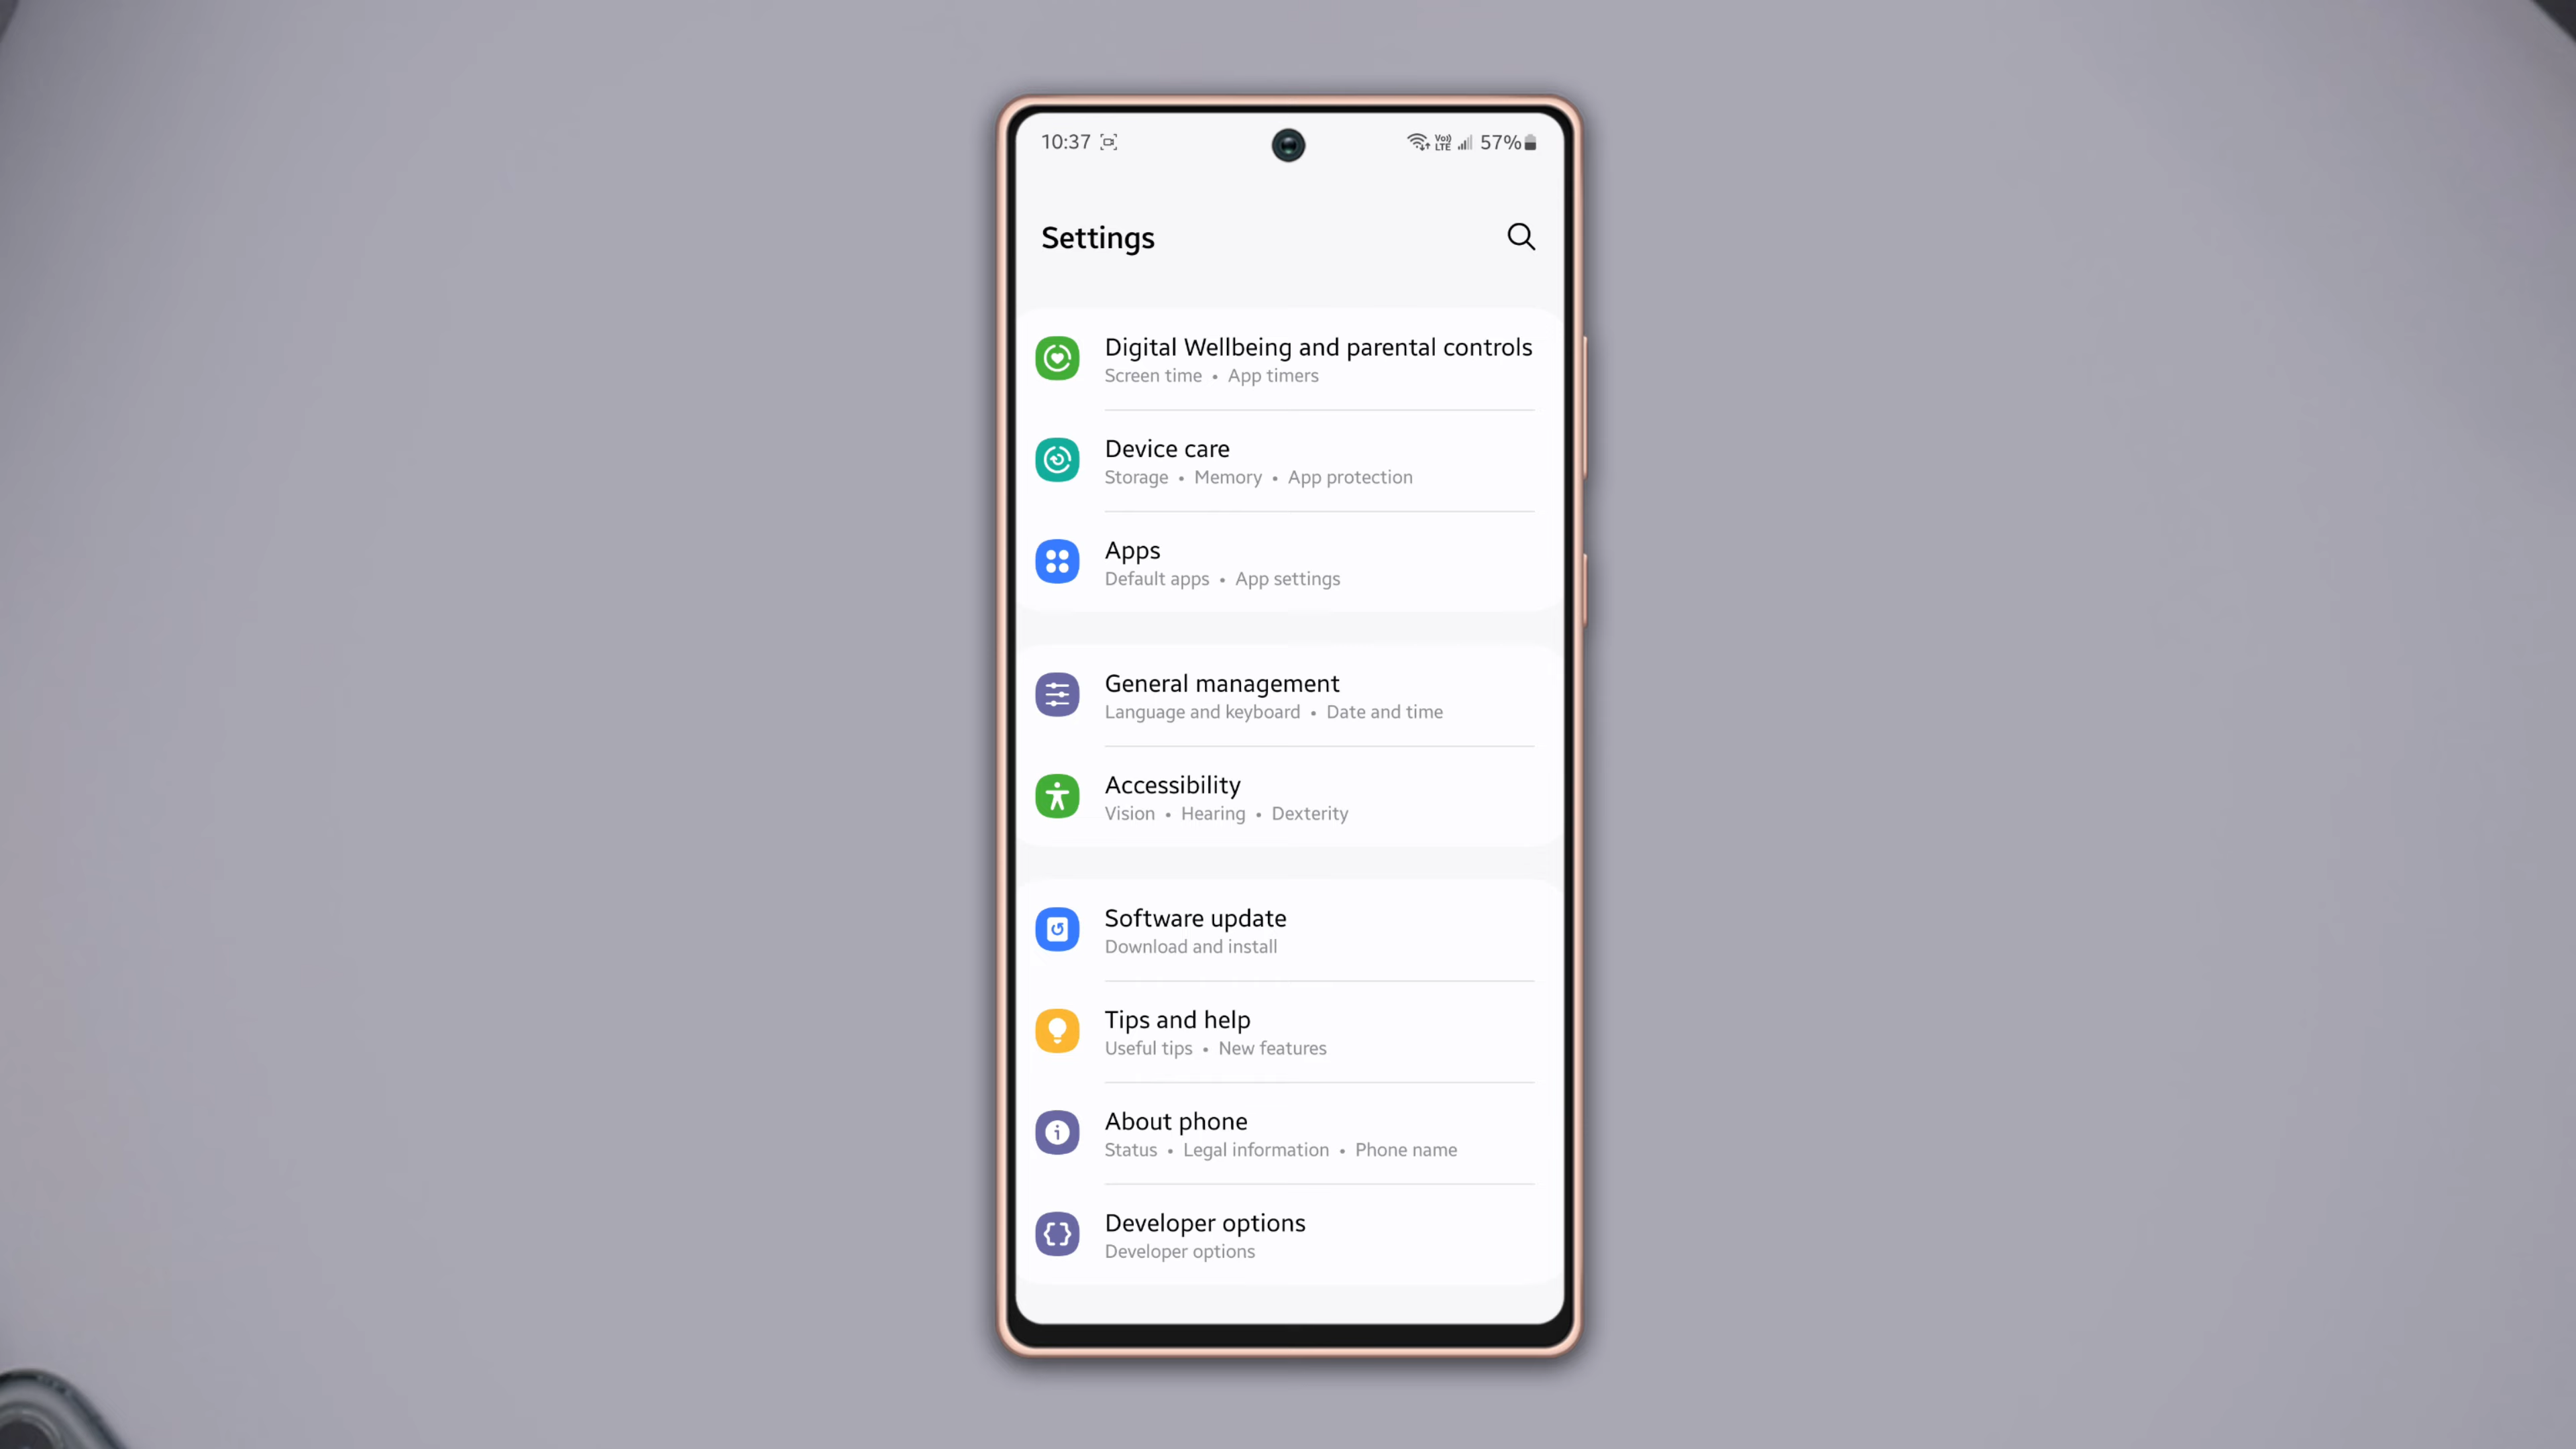 10:37
Vo) LTE 57%
Settings
Digital Wellbeing and parental controls
Screen time • App timers
Device care
Storage • Memory • App protection
Apps
Default apps • App settings
General management
Language and keyboard • Date and time
Accessibility
Vision • Hearing • Dexterity
Software update
Download and install
Tips and help
Useful tips • New features
About phone
Status • Legal information • Phone name
Developer options
Developer options